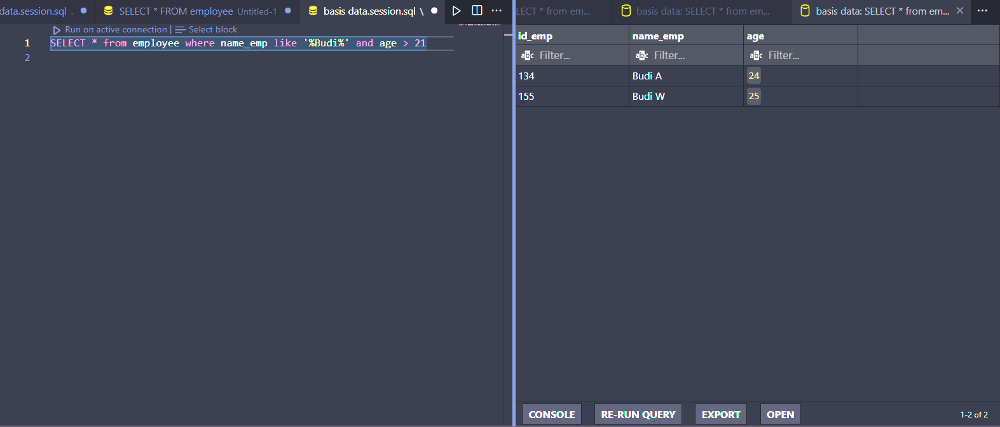 data.session.sql .
SELECT * FROM employee Untitled-1
basis data.session.sql \
Run on active connection | Select block
1 SELECT * from employee where name_emp like '%Budi%' and age > 21
2
LECT * from em...
basis data: SELECT * from em...
basis data: SELECT * from em...
id_emp name_emp age
abc Filter... abc Filter... abc Filter...
134 Budi A 24
155 Budi W 25
CONSOLE RE-RUN QUERY EXPORT OPEN 1-2 of 2